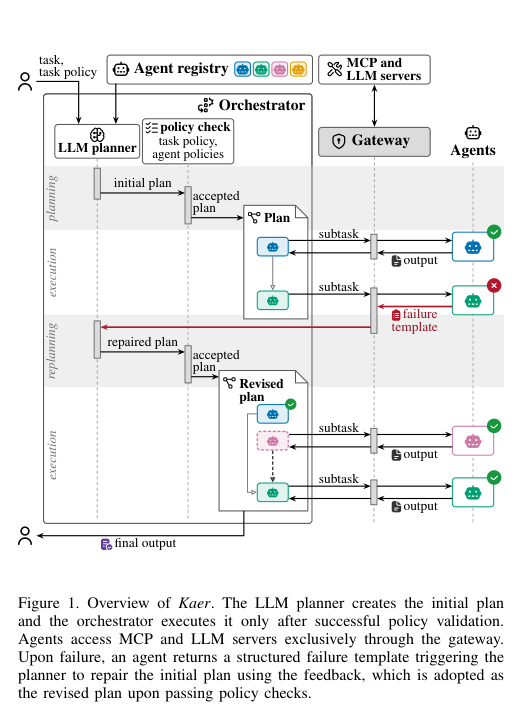 task,
task policy
Agent registry
MCP and
LLM servers
Orchestrator
LLM planner
policy check
task policy,
agent policies
Gateway
Agents
planning
initial plan
accepted
plan
Plan
execution
subtask
output
subtask
failure
template
replanning
repaired plan
accepted
plan
Revised
plan
execution
subtask
output
subtask
output
final output
Figure 1. Overview of Kaer. The LLM planner creates the initial plan
and the orchestrator executes it only after successful policy validation.
Agents access MCP and LLM servers exclusively through the gateway.
Upon failure, an agent returns a structured failure template triggering the
planner to repair the initial plan using the feedback, which is adopted as
the revised plan upon passing policy checks.